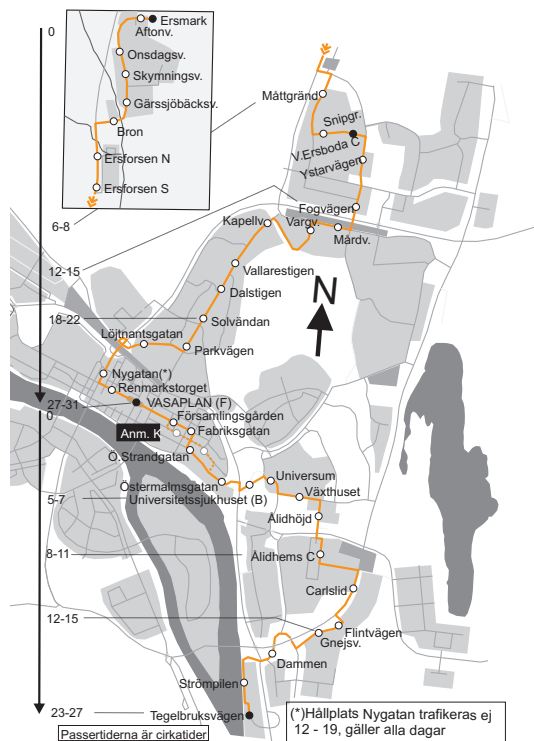 0
Ersmark
Aftonv.
Onsdagsv.
Skymningsv.
Gärssjöbäcksv.
Bron
Ersforsen N
Ersforsen S
Måttgränd
Snipgr.
V.Ersboda C
Ystarvägen
Fogvägen
Vargv.
Mårdv.
Kapellv.
6-8
12-15
Vallarestigen
Dalstigen
N
18-22
Solvändan
Löjtnantsgatan
Parkvägen
Nygatan(*)
Renmarkstorget
27-31
VASAPLAN (F)
0
Församlingsgården
Fabriksgatan
Anm. K
Ö.Strandgatan
Östermalmsgatan
Universum
5-7
Universitetssjukhuset (B)
Växthuset
Ålidhöjd
8-11
Ålidhems C
Carlslid
12-15
Flintvägen
Gnejsv.
Dammen
Strömpilen
23-27
Tegelbruksvägen
(*)Hållplats Nygatan trafikeras ej
12 - 19, gäller alla dagar
Passertiderna är cirkatider